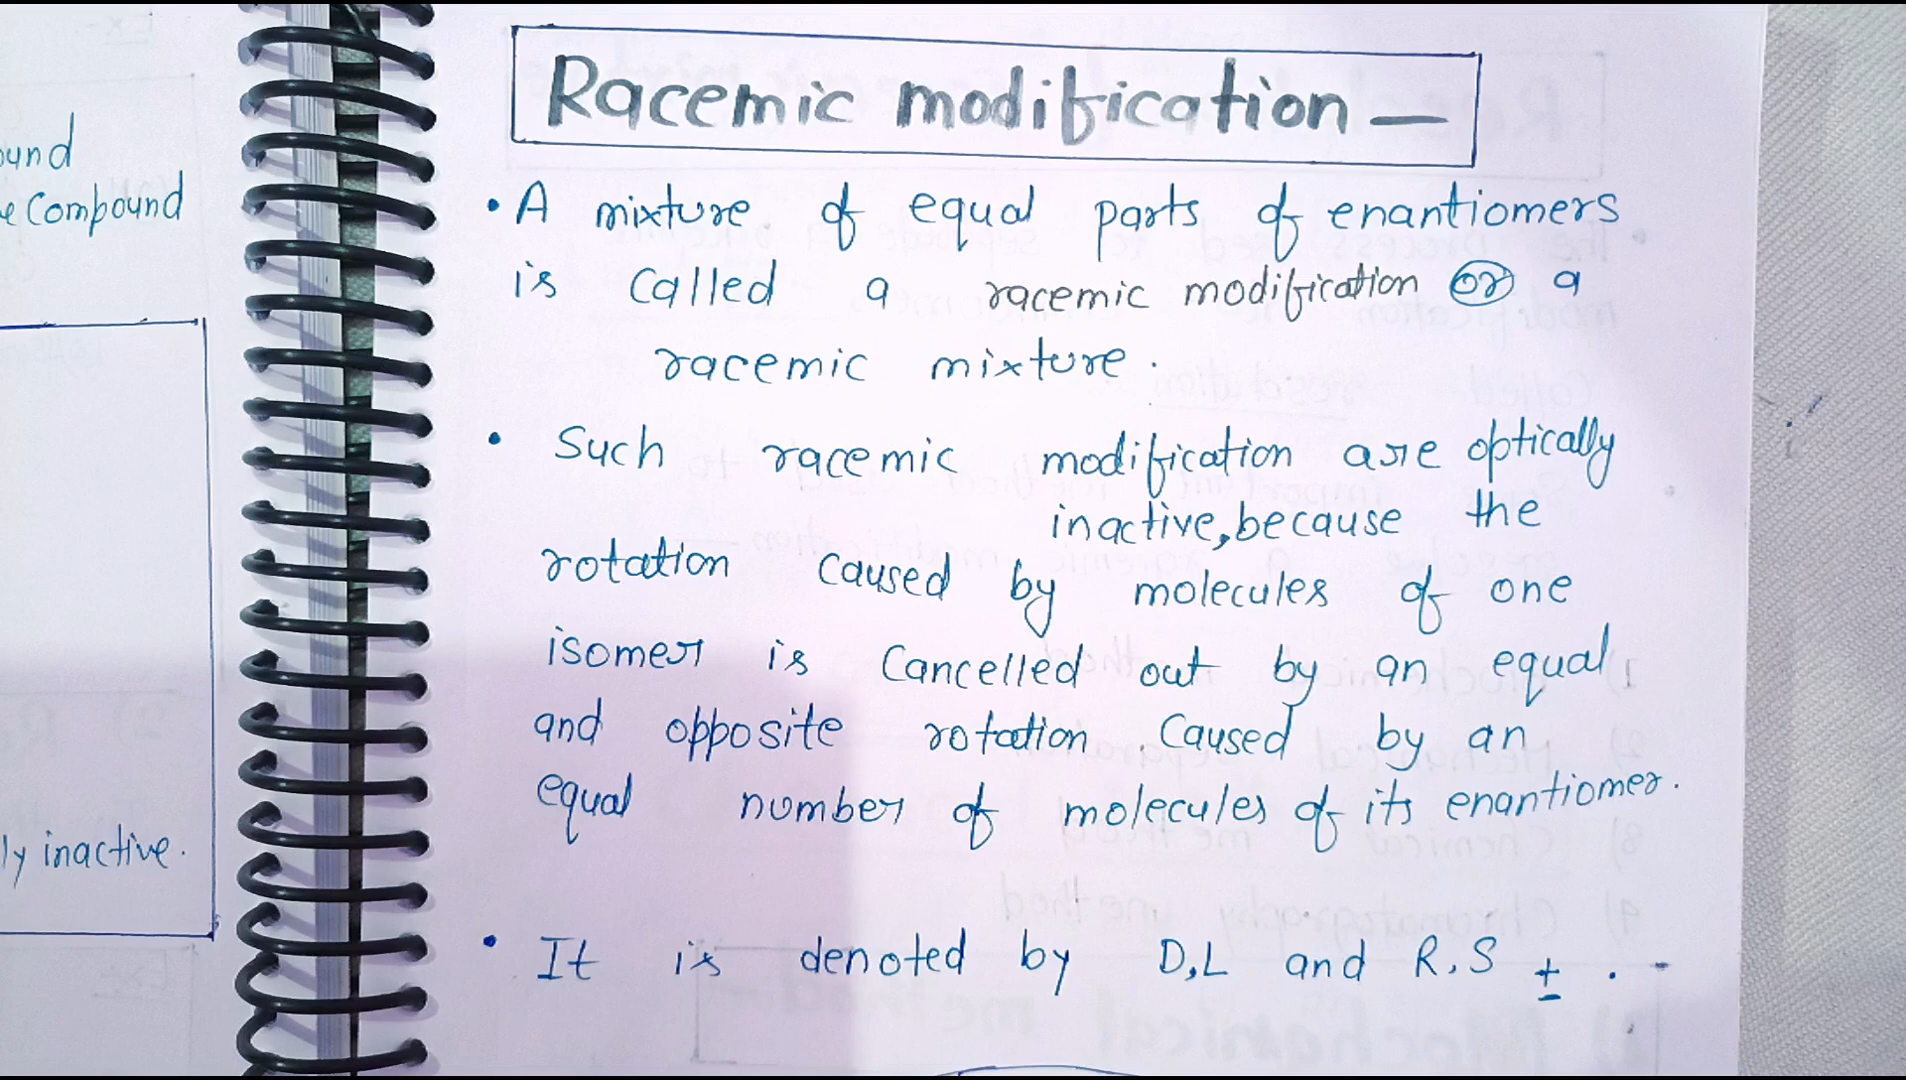 ound
e Compound
ly inactive.
Racemic modification —
• A mixture of equal parts of enantiomers
is called a racemic modification or a
racemic mixture.
• Such racemic modification are optically
inactive, because the
rotation caused by molecules of one
isomer is Cancelled out by an equal
and opposite rotation Caused by an
equal number of molecules of its enantiomer.
• It is denoted by D,L and R,S ± .